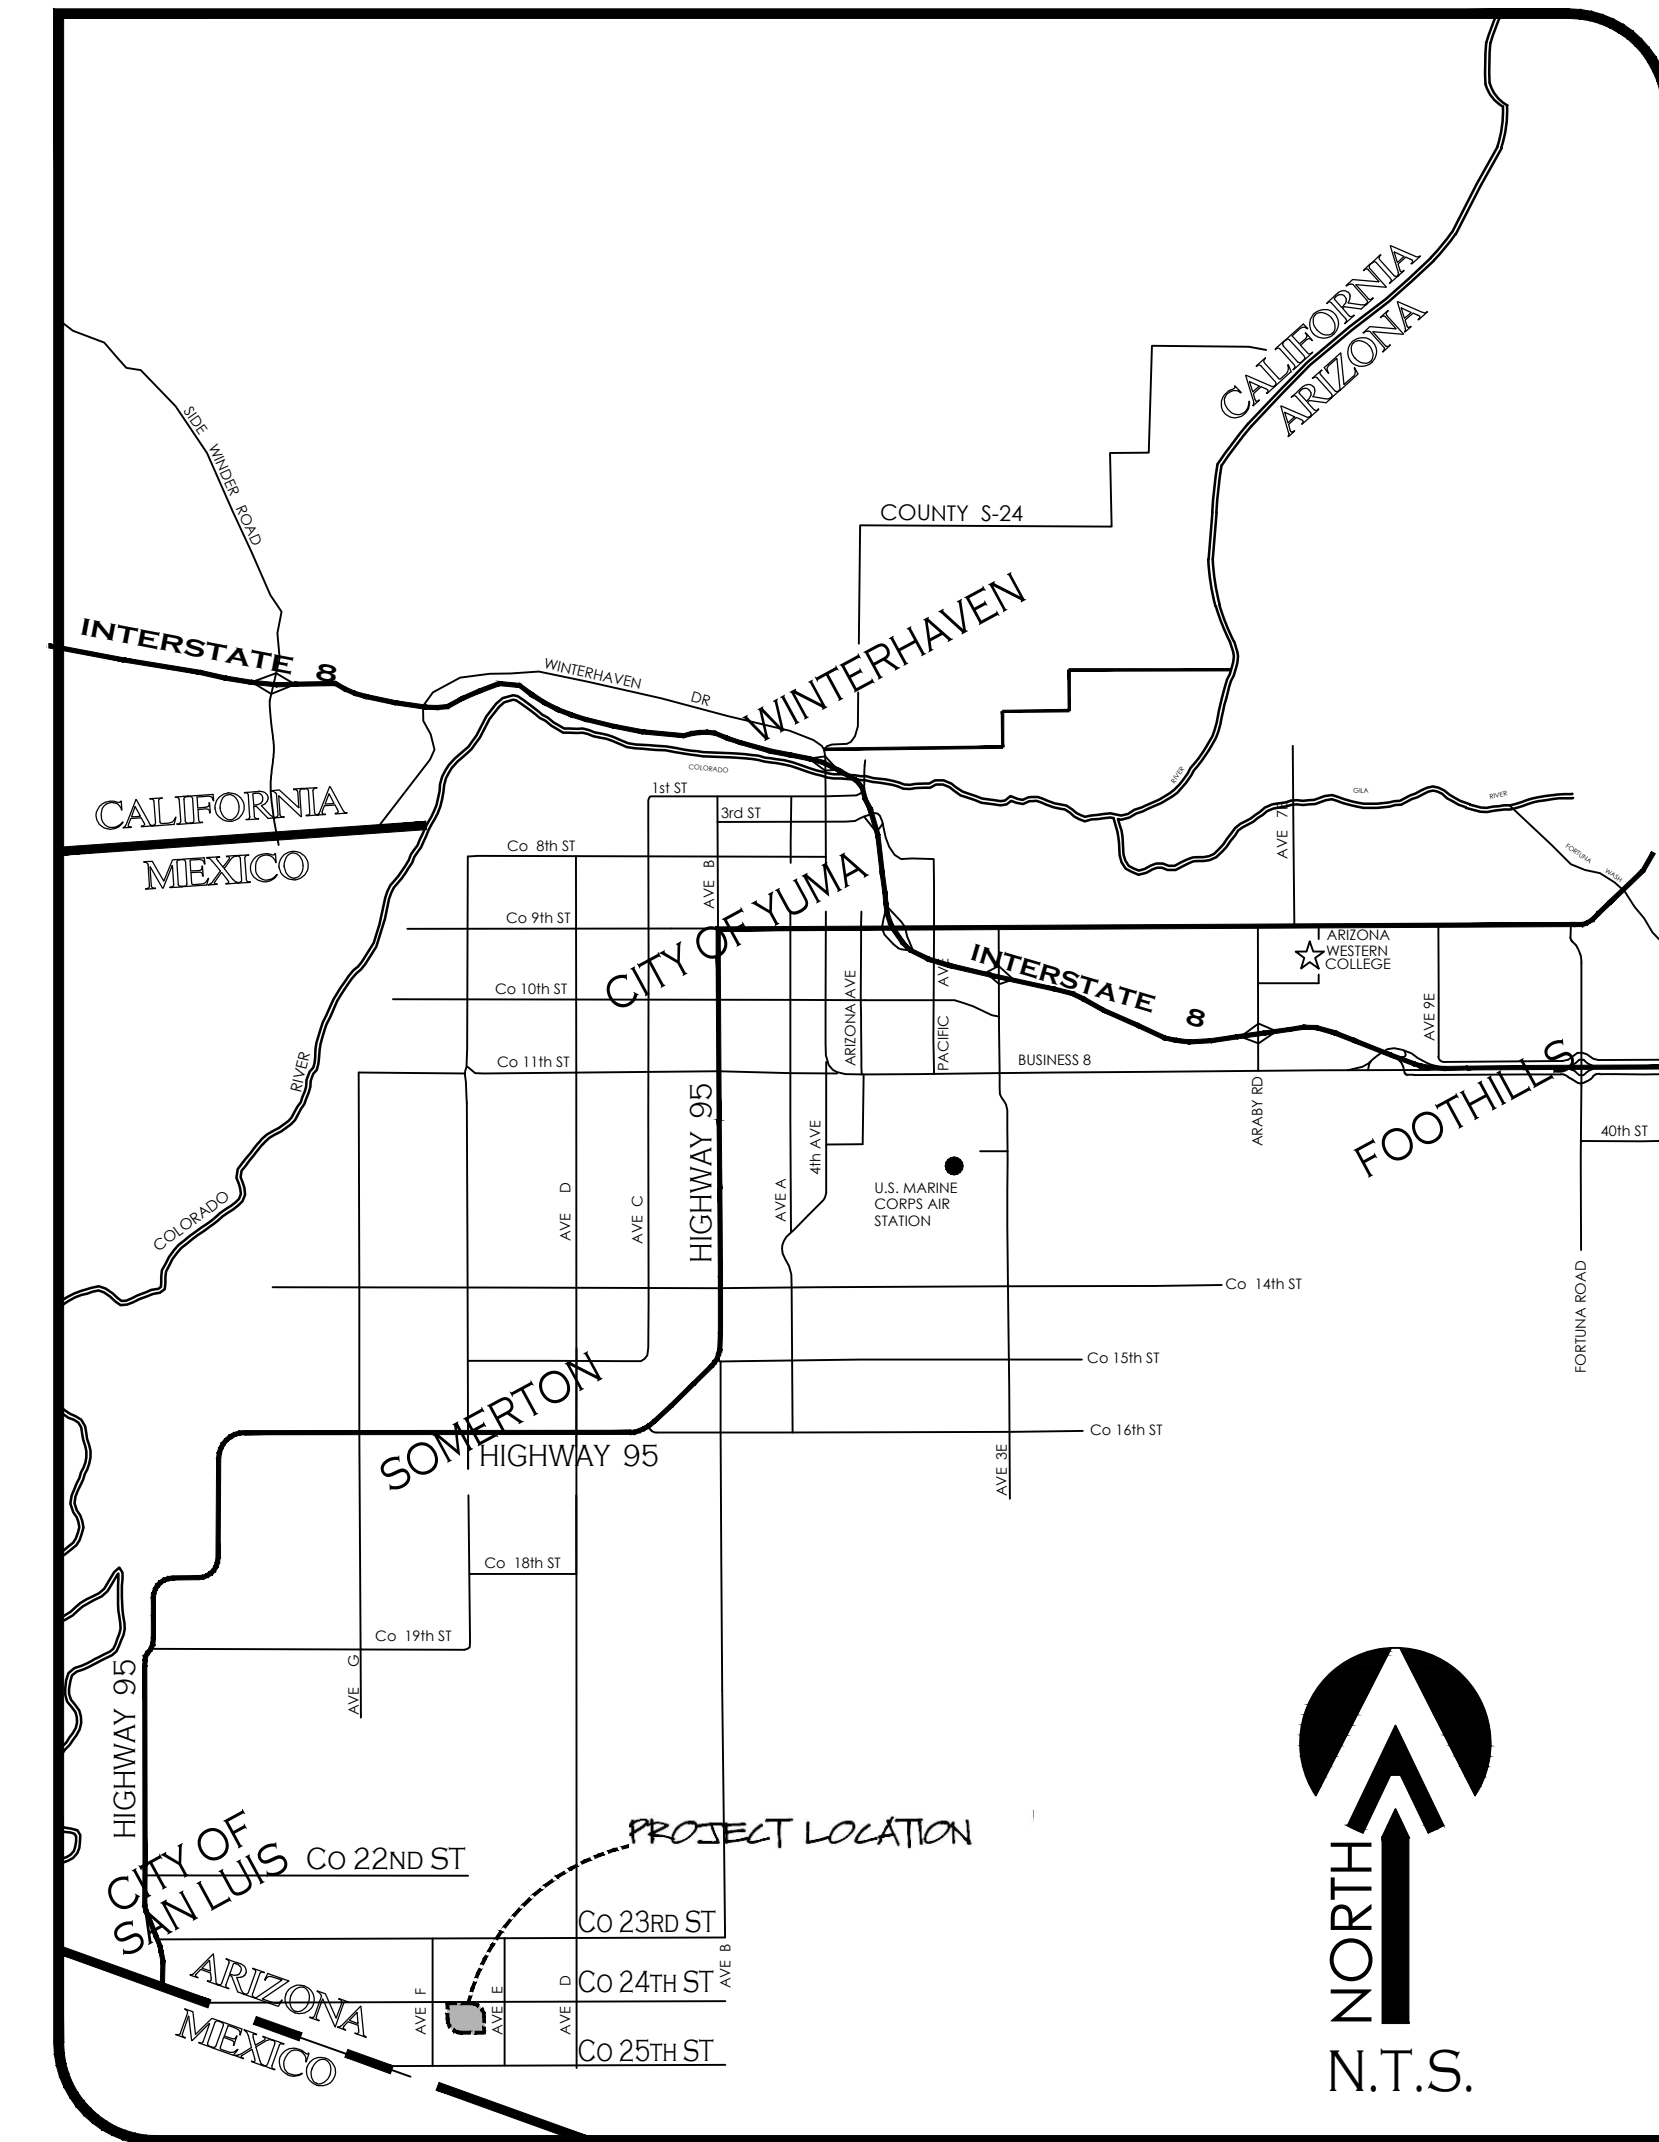 CALIFORNIA
ARIZONA
SIDE WINDER ROAD
COUNTY S-24
WINTERHAVEN
INTERSTATE 8
WINTERHAVEN DR
COLORADO
RIVER
1st ST
3rd ST
GILA
RIVER
AVE 7E
FORTUNA
WASH
CALIFORNIA
MEXICO
Co 8th ST
AVE B
CITY OF YUMA
Co 9th ST
ARIZONA
WESTERN
COLLEGE
INTERSTATE 8
Co 10th ST
ARIZONA AVE
PACIFIC AVE
AVE 9E
Co 11th ST
BUSINESS 8
FOOTHILLS
RIVER
COLORADO
HIGHWAY 95
4th AVE
ARABY RD
40th ST
AVE D
AVE C
AVE A
U.S. MARINE
CORPS AIR
STATION
Co 14th ST
FORTUNA ROAD
Co 15th ST
SOMERTON
HIGHWAY 95
Co 16th ST
AVE 3E
Co 18th ST
Co 19th ST
AVE G
HIGHWAY 95
PROJECT LOCATION
CITY OF
SAN LUIS
Co 22ND ST
Co 23RD ST
ARIZONA
MEXICO
Co 24TH ST
AVE B
AVE F
AVE E
AVE D
Co 25TH ST
NORTH
N.T.S.